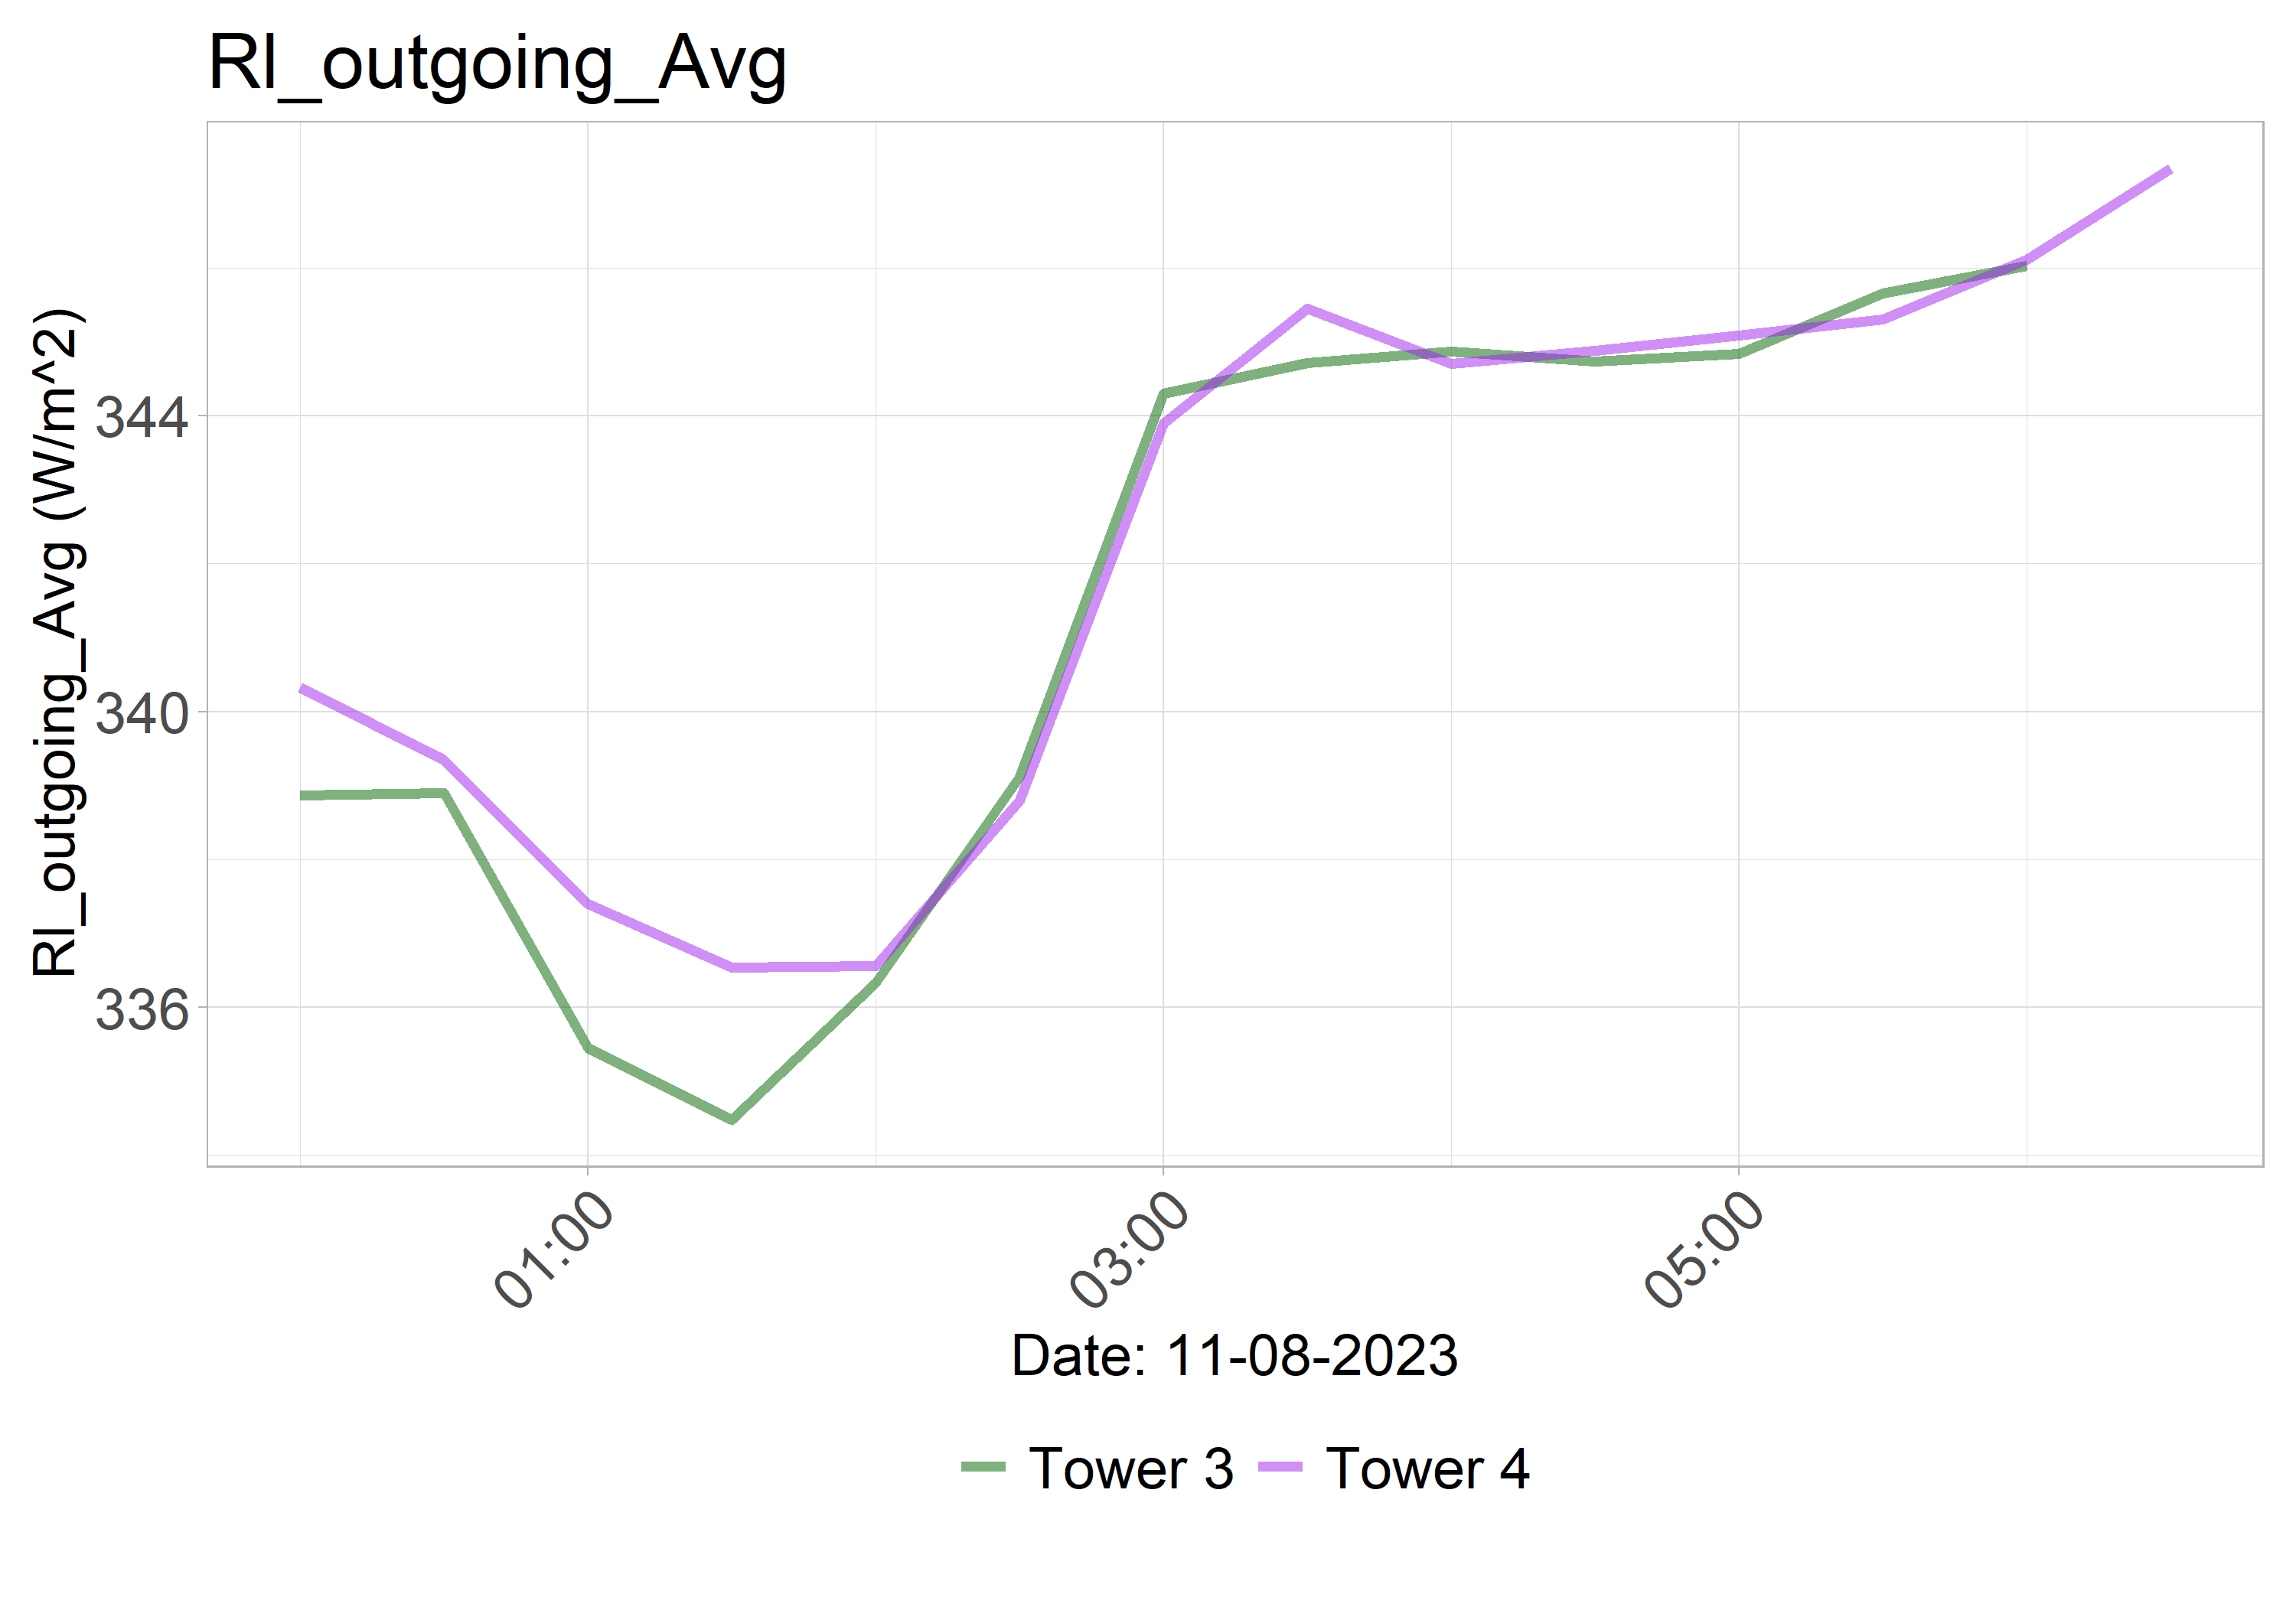 Rl_outgoing_Avg
Rl_outgoing_Avg (W/m^2)
344
340
336
01:00
03:00
05:00
Date: 11-08-2023
Tower 3
Tower 4